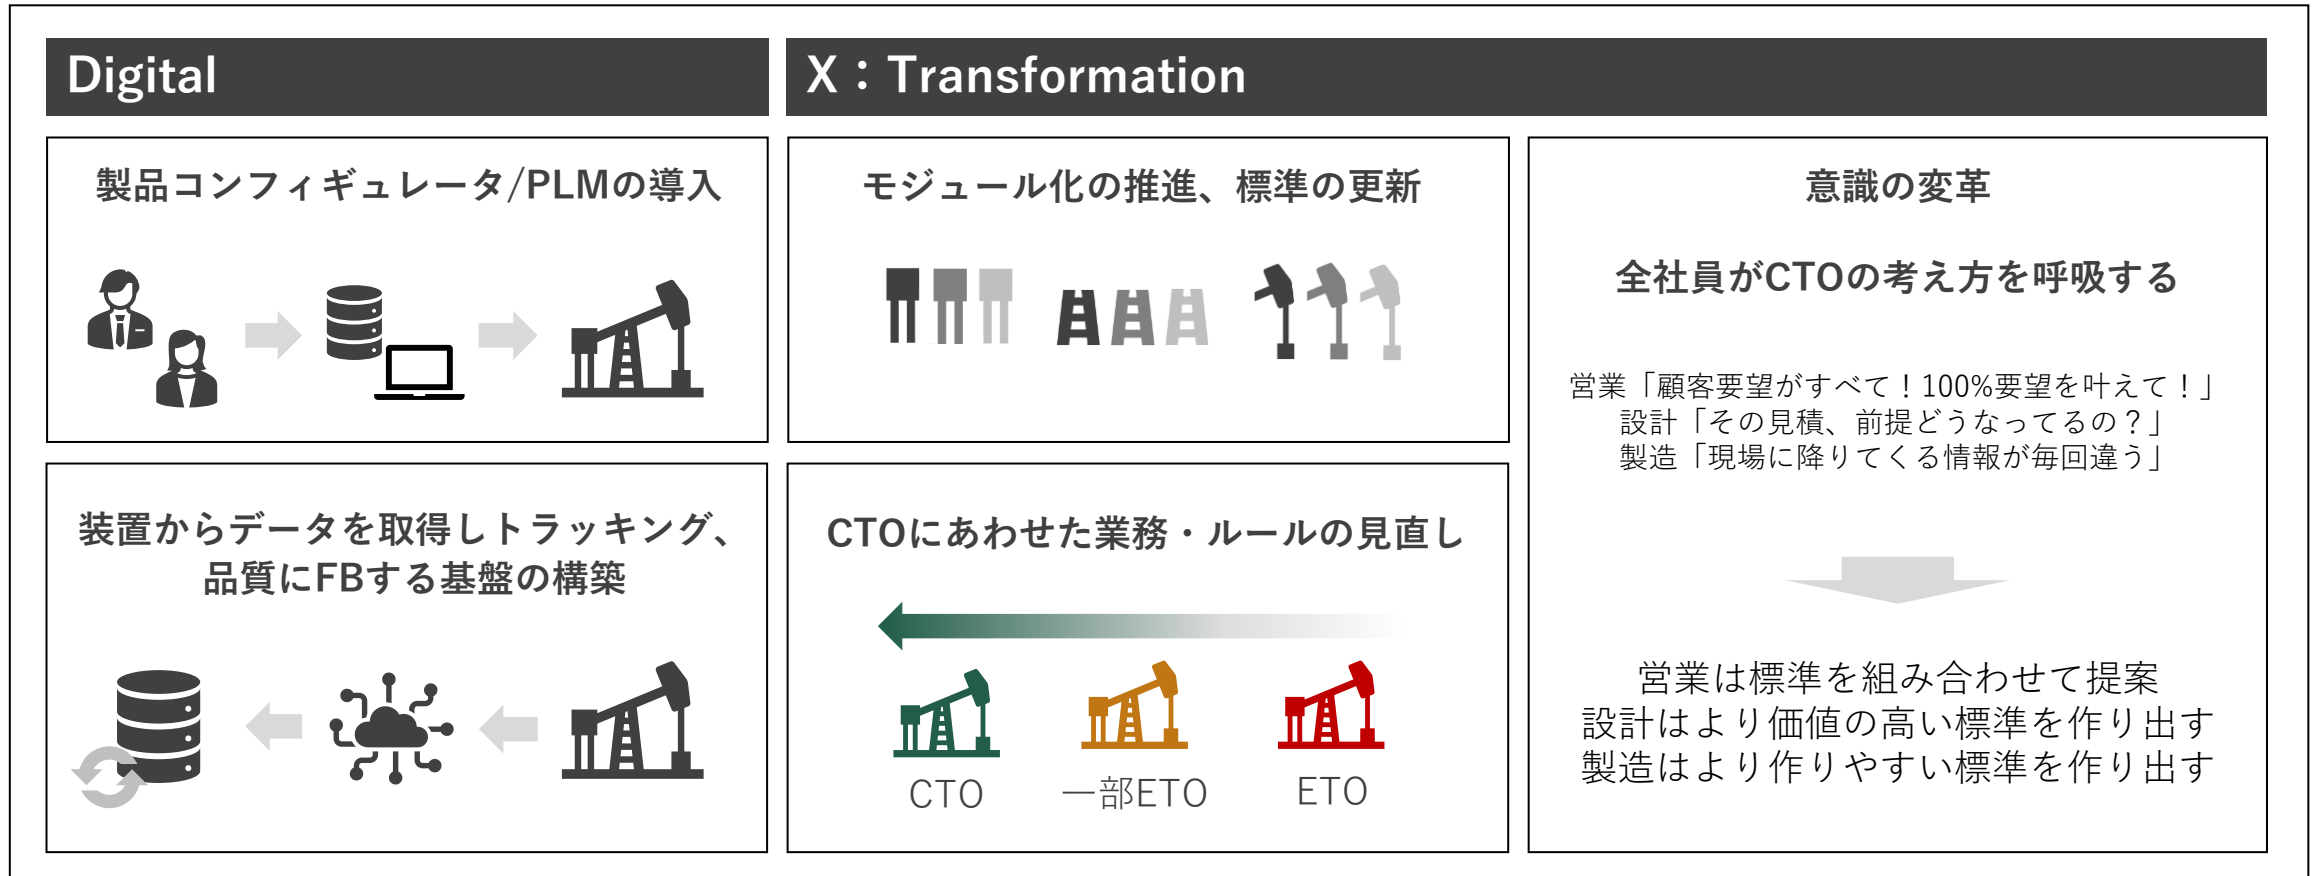 Digital
X：Transformation
製品コンフィギュレータ/PLMの導入
モジュール化の推進、標準の更新
意識の変革
全社員がCTOの考え方を呼吸する
営業「顧客要望がすべて！100%要望を叶えて！」
設計「その見積、前提どうなってるの？」
製造「現場に降りてくる情報が毎回違う」
営業は標準を組み合わせて提案
設計はより価値の高い標準を作り出す
製造はより作りやすい標準を作り出す
装置からデータを取得しトラッキング、
品質にFBする基盤の構築
CTOにあわせた業務・ルールの見直し
CTO
一部ETO
ETO